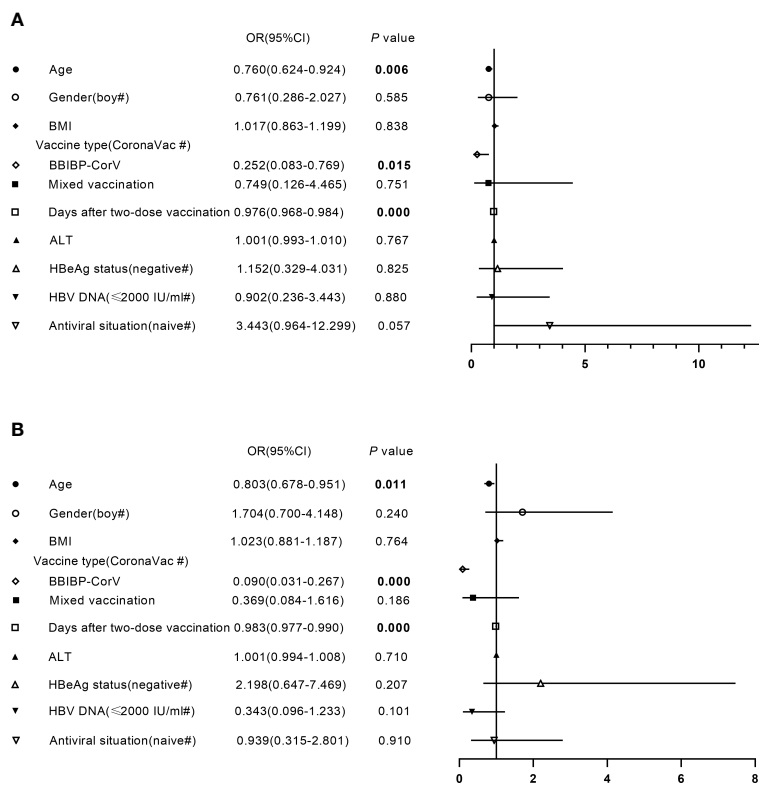 A
OR(95%CI) P value
Age 0.760(0.624-0.924) 0.006
Gender(boy#) 0.761(0.286-2.027) 0.585
BMI 1.017(0.863-1.199) 0.838
Vaccine type(CoronaVac #)
BBIBP-CorV 0.252(0.083-0.769) 0.015
Mixed vaccination 0.749(0.126-4.465) 0.751
Days after two-dose vaccination 0.976(0.968-0.984) 0.000
ALT 1.001(0.993-1.010) 0.767
HBeAg status(negative#) 1.152(0.329-4.031) 0.825
HBV DNA(≤2000 IU/ml#) 0.902(0.236-3.443) 0.880
Antiviral situation(naive#) 3.443(0.964-12.299) 0.057
0 5 10
B
OR(95%CI) P value
Age 0.803(0.678-0.951) 0.011
Gender(boy#) 1.704(0.700-4.148) 0.240
BMI 1.023(0.881-1.187) 0.764
Vaccine type(CoronaVac #)
BBIBP-CorV 0.090(0.031-0.267) 0.000
Mixed vaccination 0.369(0.084-1.616) 0.186
Days after two-dose vaccination 0.983(0.977-0.990) 0.000
ALT 1.001(0.994-1.008) 0.710
HBeAg status(negative#) 2.198(0.647-7.469) 0.207
HBV DNA(≤2000 IU/ml#) 0.343(0.096-1.233) 0.101
Antiviral situation(naive#) 0.939(0.315-2.801) 0.910
0 2 4 6 8